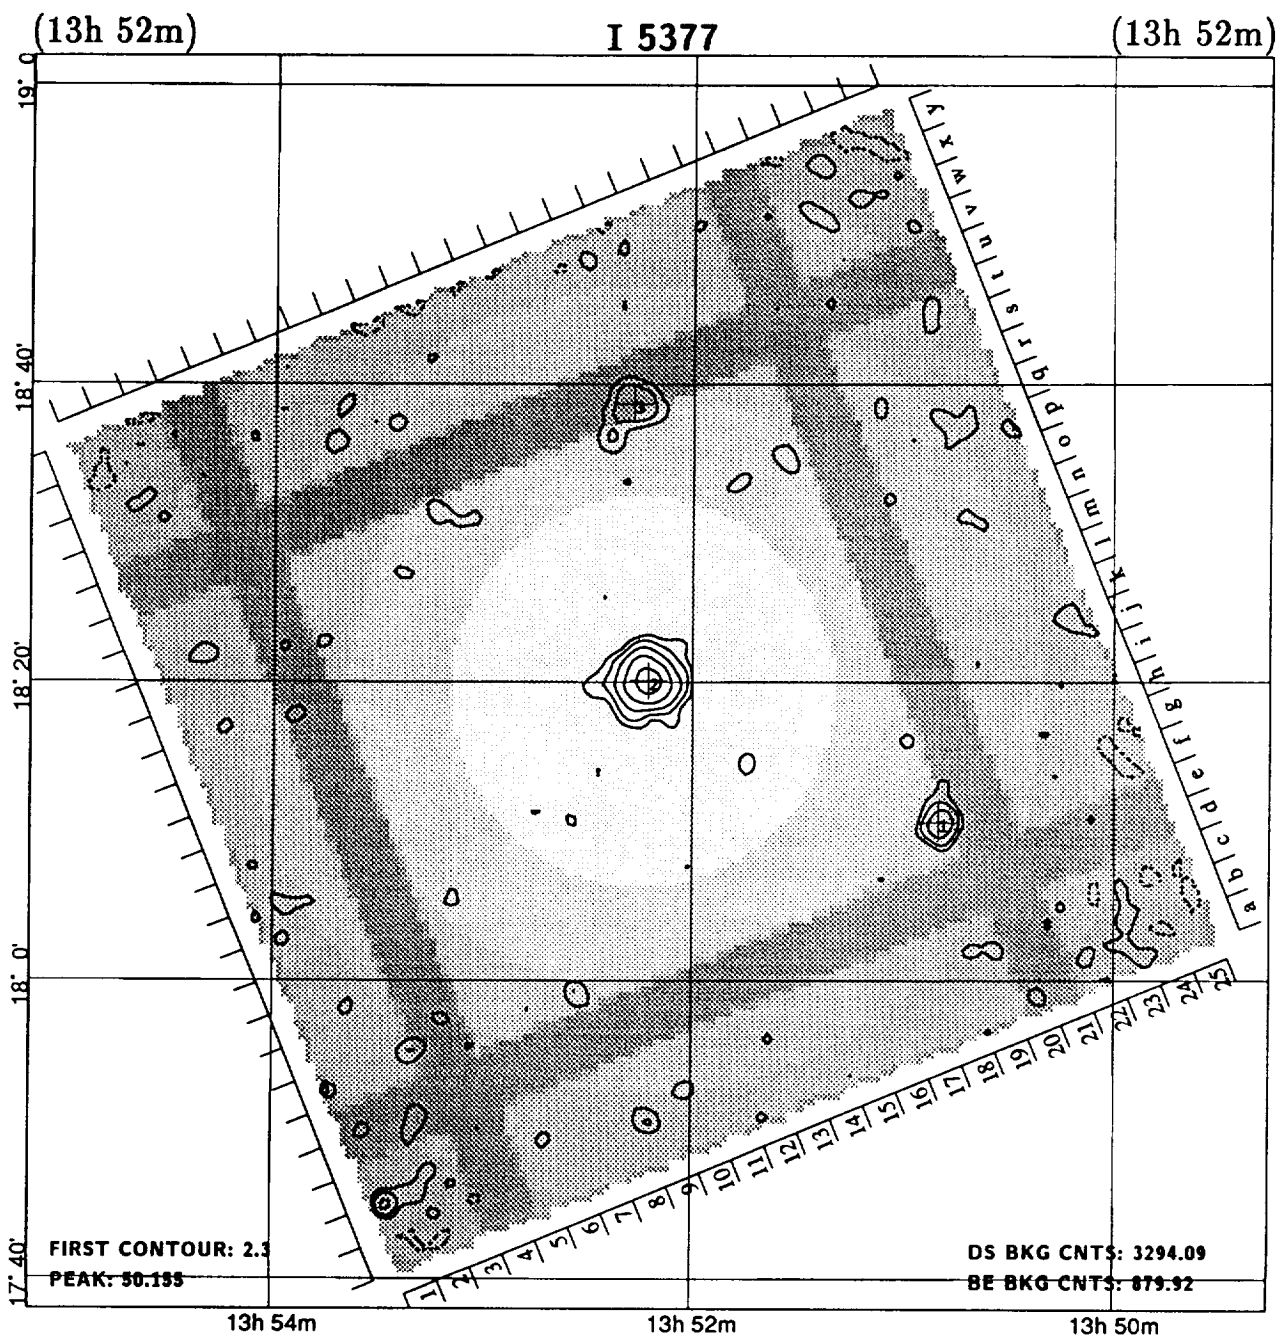 (13h 52m) I 5377 (13h 52m)
19° 0
18° 40'
18° 20'
18° 0'
17° 40'
y x w v u t s r q p o n m l k j i h g f e d c b a
3
2
1
1 2 3 4 5 6 7 8 9 10 11 12 13 14 15 16 17 18 19 20 21 22 23 24 25
FIRST CONTOUR: 2.3 DS BKG CNTS: 3294.09
PEAK: 50.155 BE BKG CNTS: 879.92
13h 54m 13h 52m 13h 50m